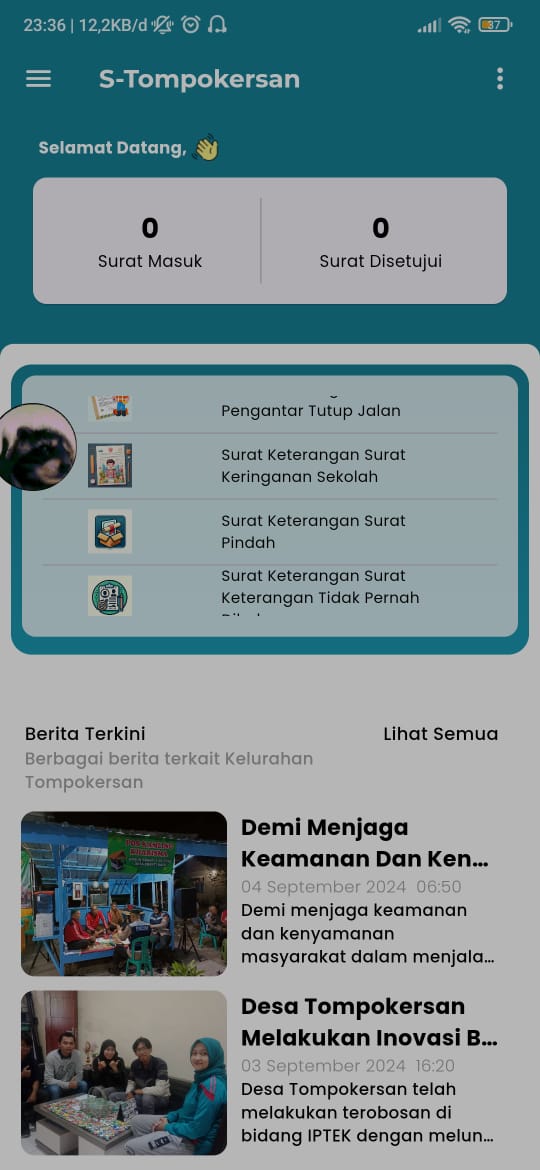 23:36 | 12,2KB/d
37
S-Tompokersan
Selamat Datang,
0
0
Surat Masuk
Surat Disetujui
Pengantar Tutup Jalan
Surat Keterangan Surat
Keringanan Sekolah
Surat Keterangan Surat
Pindah
Surat Keterangan Surat
Keterangan Tidak Pernah
Berita Terkini
Lihat Semua
Berbagai berita terkait Kelurahan
Tompokersan
Demi Menjaga
Keamanan Dan Ken...
04 September 2024 06:50
Demi menjaga keamanan
dan kenyamanan
masyarakat dalam menjala...
Desa Tompokersan
Melakukan Inovasi B...
03 September 2024 16:20
Desa Tompokersan telah
melakukan terobosan di
bidang IPTEK dengan melun...